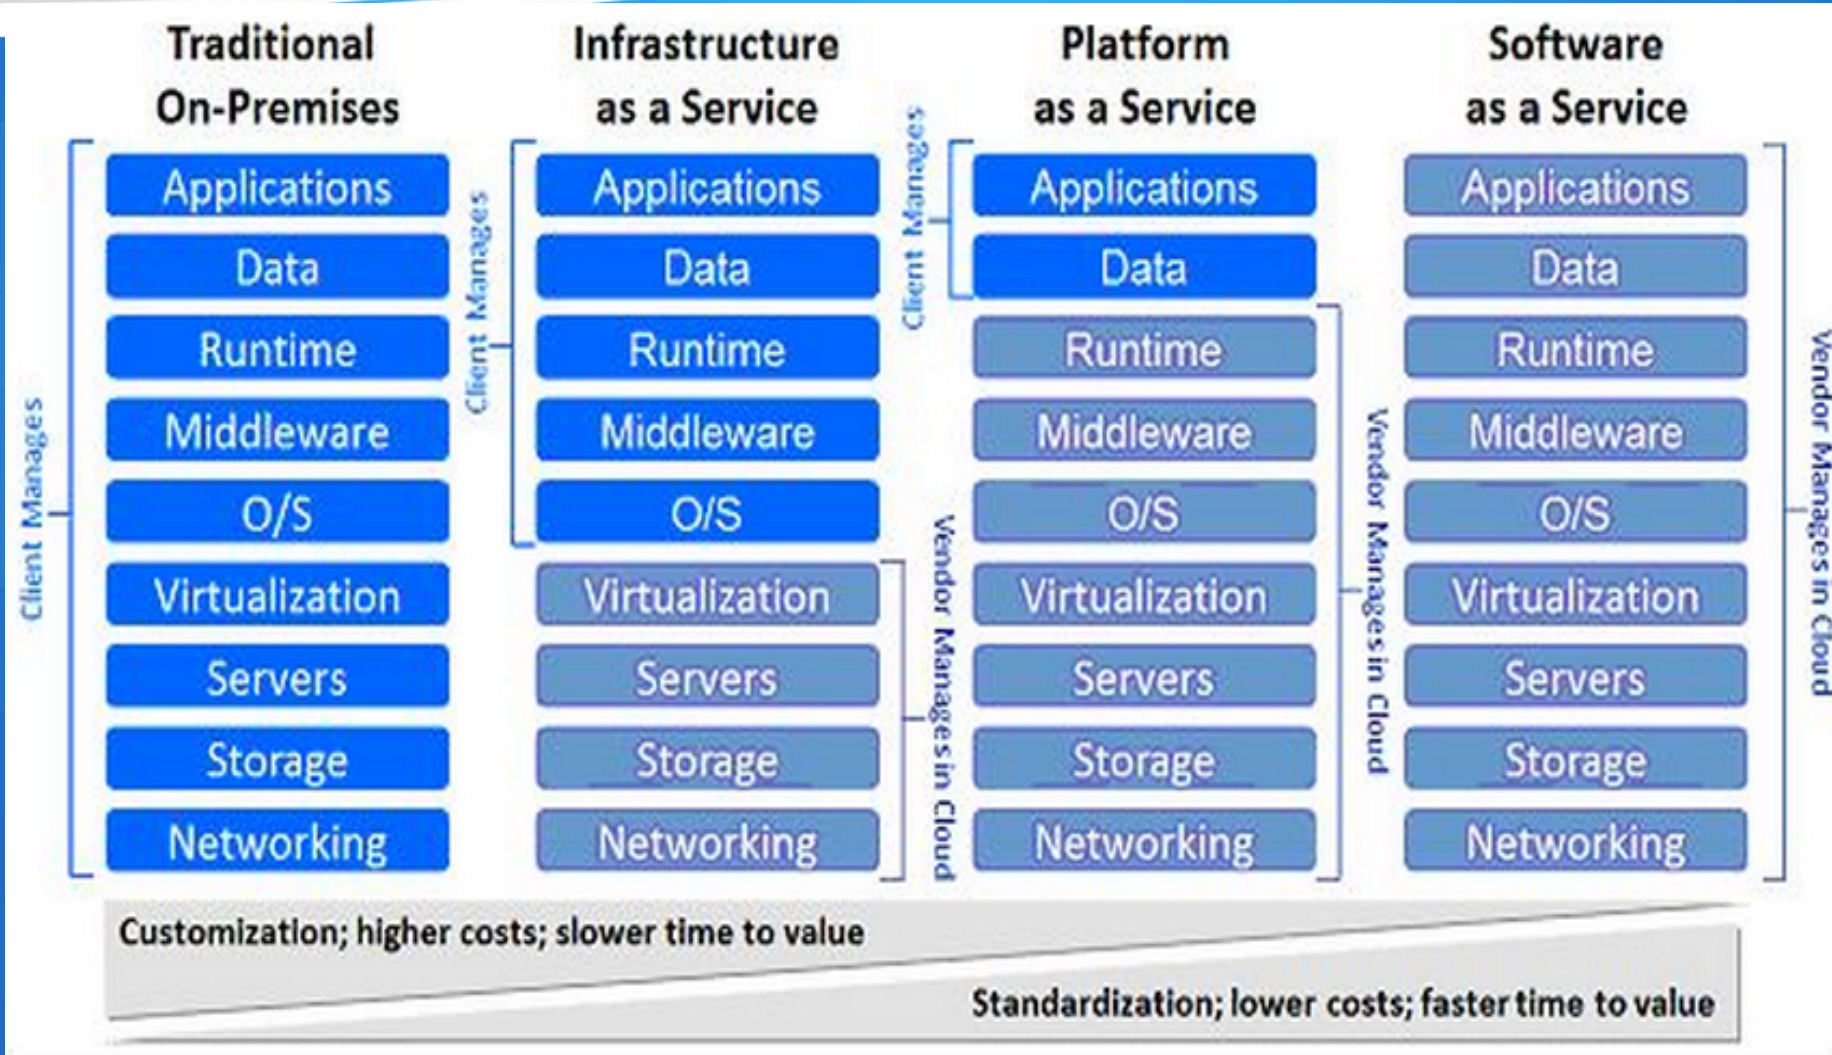 Traditional
On-Premises
Client Manages
Applications
Data
Runtime
Middleware
O/S
Virtualization
Servers
Storage
Networking
Infrastructure
as a Service
Client Manages
Applications
Data
Runtime
Middleware
O/S
Virtualization
Servers
Storage
Networking
Vendor Manages in Cloud
Platform
as a Service
Client Manages
Applications
Data
Runtime
Middleware
O/S
Virtualization
Servers
Storage
Networking
Vendor Manages in Cloud
Software
as a Service
Applications
Data
Runtime
Middleware
O/S
Virtualization
Servers
Storage
Networking
Vendor Manages in Cloud
Customization; higher costs; slower time to value
Standardization; lower costs; faster time to value